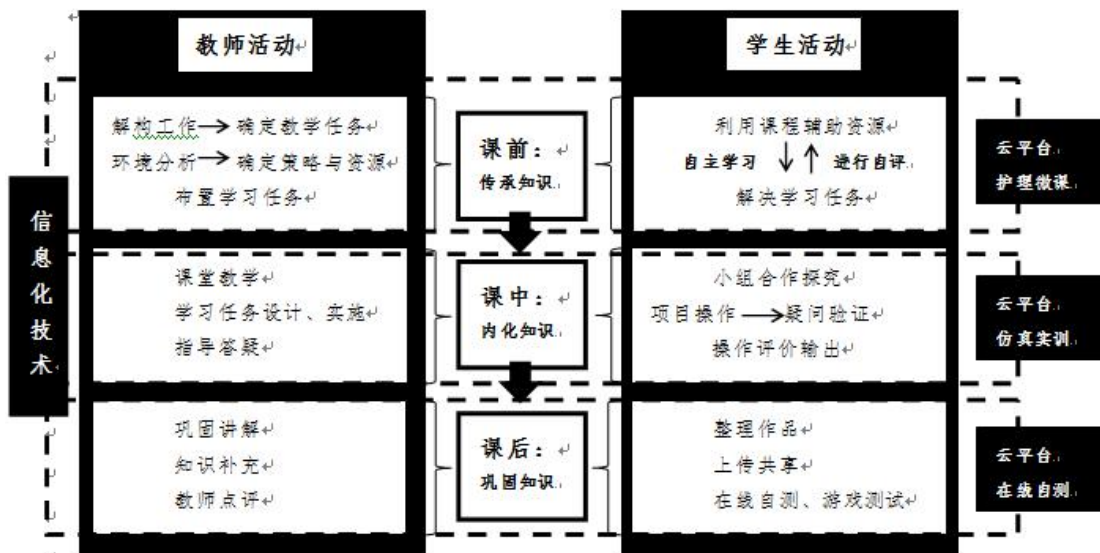 教师活动
学生活动
信息化技术
解构工作→确定教学任务
环境分析→确定策略与资源
布置学习任务
课前：
传承知识
利用课程辅助资源
自主学习 ↓↑ 进行自评
解决学习任务
云平台
护理微课
课堂教学
学习任务设计、实施
指导答疑
课中：
内化知识
小组合作探究
项目操作→疑问验证
操作评价输出
云平台
仿真实训
巩固讲解
知识补充
教师点评
课后：
巩固知识
整理作品
上传共享
在线自测、游戏测试
云平台
在线自测